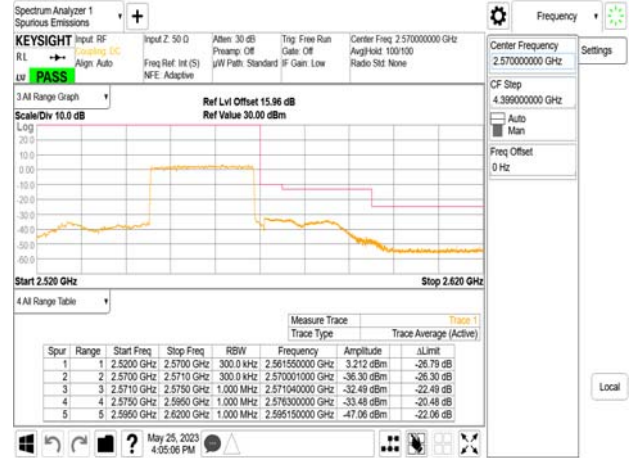 Spectrum Analyzer 1
Spurious Emissions
+
Frequency
KEYSIGHT
RL
PASS
Input: RF
Coupling: DC
Align: Auto
Input Z: 50 Ω
Freq Ref: Int (S)
NFE: Adaptive
Atten: 30 dB
Preamp: Off
µW Path: Standard
Trig: Free Run
Gate: Off
IF Gain: Low
Center Freq: 2.570000000 GHz
Avg|Hold: 100/100
Radio Std: None
Center Frequency
2.570000000 GHz
Settings
CF Step
4.399000000 GHz
Auto
Man
Freq Offset
0 Hz
Local
3 All Range Graph
Scale/Div 10.0 dB
Ref Lvl Offset 15.96 dB
Ref Value 30.00 dBm
Log
20.0
10.0
0.00
-10.0
-20.0
-30.0
-40.0
-50.0
-60.0
Start 2.520 GHz
Stop 2.620 GHz
4 All Range Table
Measure Trace Trace 1
Trace Type Trace Average (Active)
Spur Range Start Freq Stop Freq RBW Frequency Amplitude ΔLimit
1 1 2.5200 GHz 2.5700 GHz 300.0 kHz 2.561550000 GHz 3.212 dBm -26.79 dB
2 2 2.5700 GHz 2.5710 GHz 300.0 kHz 2.570001000 GHz -36.30 dBm -26.30 dB
3 3 2.5710 GHz 2.5750 GHz 1.000 MHz 2.571040000 GHz -32.49 dBm -22.49 dB
4 4 2.5750 GHz 2.5950 GHz 1.000 MHz 2.576300000 GHz -33.48 dBm -20.48 dB
5 5 2.5950 GHz 2.6200 GHz 1.000 MHz 2.595150000 GHz -47.06 dBm -22.06 dB
?
May 25, 2023
4:05:06 PM